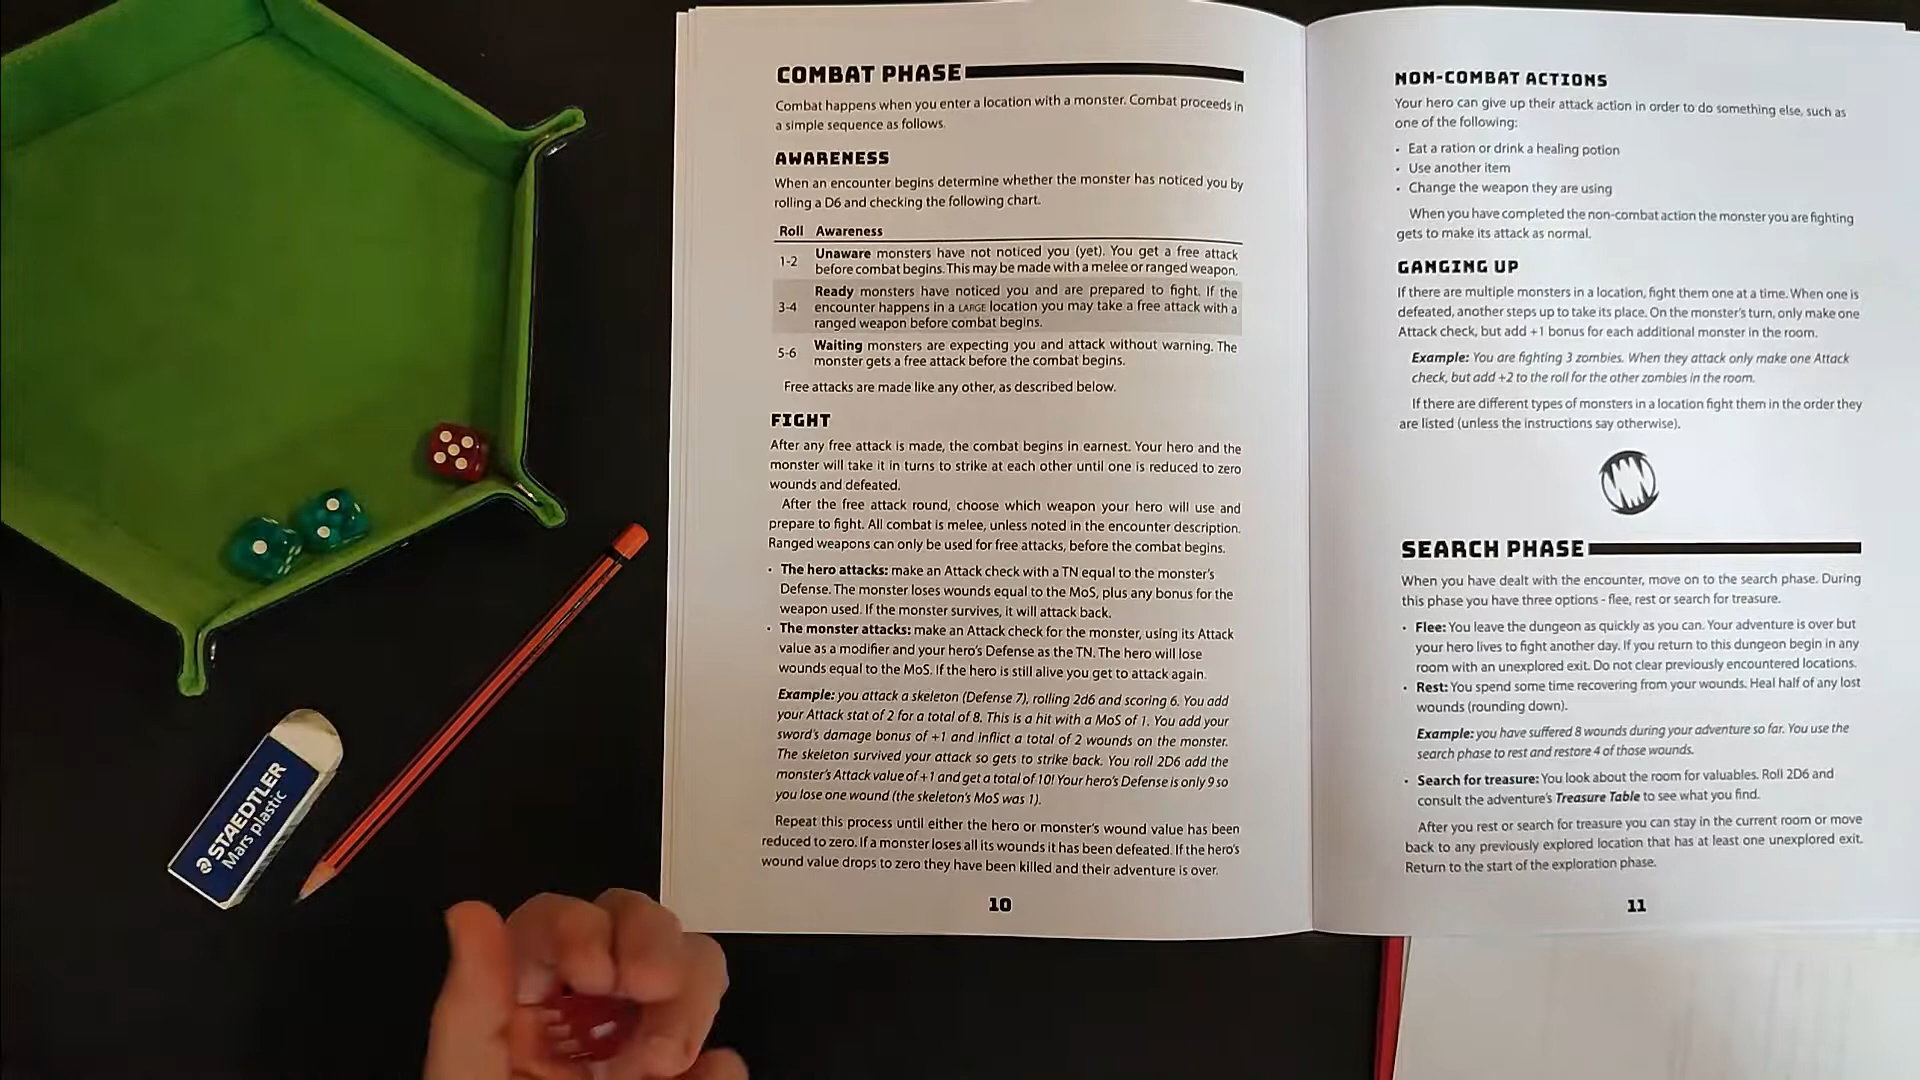 COMBAT PHASE
Combat happens when you enter a location with a monster. Combat proceeds in
a simple sequence as follows.
AWARENESS
When an encounter begins determine whether the monster has noticed you by
rolling a D6 and checking the following chart.
Roll Awareness
1-2 Unaware monsters have not noticed you (yet). You get a free attack
before combat begins. This may be made with a melee or ranged weapon.
Ready monsters have noticed you and are prepared to fight. If the
3-4 encounter happens in a LARGE location you may take a free attack with a
ranged weapon before combat begins.
5-6 Waiting monsters are expecting you and attack without warning. The
monster gets a free attack before the combat begins.
Free attacks are made like any other, as described below.
FIGHT
After any free attack is made, the combat begins in earnest. Your hero and the
monster will take it in turns to strike at each other until one is reduced to zero
wounds and defeated.
After the free attack round, choose which weapon your hero will use and
prepare to fight. All combat is melee, unless noted in the encounter description.
Ranged weapons can only be used for free attacks, before the combat begins.
• The hero attacks: make an Attack check with a TN equal to the monster's
Defense. The monster loses wounds equal to the MoS, plus any bonus for the
weapon used. If the monster survives, it will attack back.
• The monster attacks: make an Attack check for the monster, using its Attack
value as a modifier and your hero's Defense as the TN. The hero will lose
wounds equal to the MoS. If the hero is still alive you get to attack again.
Example: you attack a skeleton (Defense 7), rolling 2d6 and scoring 6. You add
your Attack stat of 2 for a total of 8. This is a hit with a MoS of 1. You add your
sword's damage bonus of +1 and inflict a total of 2 wounds on the monster.
The skeleton survived your attack so gets to strike back. You roll 2D6 add the
monster's Attack value of +1 and get a total of 10! Your hero's Defense is only 9 so
you lose one wound (the skeleton's MoS was 1).
Repeat this process until either the hero or monster's wound value has been
reduced to zero. If a monster loses all its wounds it has been defeated. If the hero's
wound value drops to zero they have been killed and their adventure is over.
10
NON-COMBAT ACTIONS
Your hero can give up their attack action in order to do something else, such as
one of the following:
• Eat a ration or drink a healing potion
• Use another item
• Change the weapon they are using
When you have completed the non-combat action the monster you are fighting
gets to make its attack as normal.
GANGING UP
If there are multiple monsters in a location, fight them one at a time. When one is
defeated, another steps up to take its place. On the monster's turn, only make one
Attack check, but add +1 bonus for each additional monster in the room.
Example: You are fighting 3 zombies. When they attack only make one Attack
check, but add +2 to the roll for the other zombies in the room.
If there are different types of monsters in a location fight them in the order they
are listed (unless the instructions say otherwise).
SEARCH PHASE
When you have dealt with the encounter, move on to the search phase. During
this phase you have three options - flee, rest or search for treasure.
• Flee: You leave the dungeon as quickly as you can. Your adventure is over but
your hero lives to fight another day. If you return to this dungeon begin in any
room with an unexplored exit. Do not clear previously encountered locations.
• Rest: You spend some time recovering from your wounds. Heal half of any lost
wounds (rounding down).
Example: you have suffered 8 wounds during your adventure so far. You use the
search phase to rest and restore 4 of those wounds.
• Search for treasure: You look about the room for valuables. Roll 2D6 and
consult the adventure's Treasure Table to see what you find.
After you rest or search for treasure you can stay in the current room or move
back to any previously explored location that has at least one unexplored exit.
Return to the start of the exploration phase.
11
STAEDTLER
Mars plastic